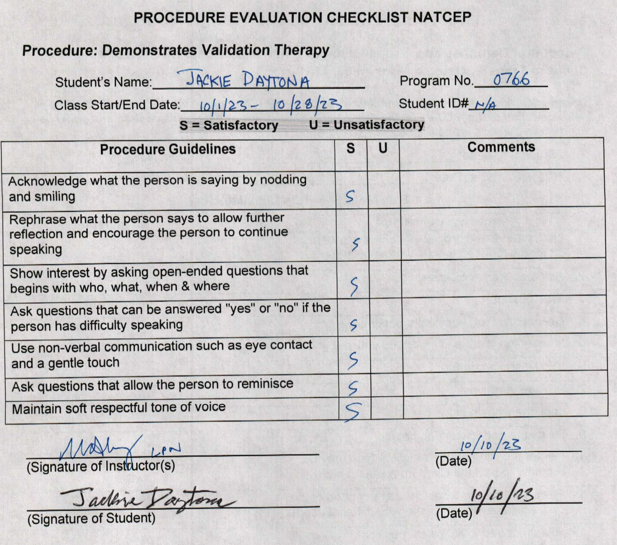 PROCEDURE EVALUATION CHECKLIST NATCEP
Procedure: Demonstrates Validation Therapy
Student's Name: JACKIE DAYTONA Program No. 0766
Class Start/End Date: 10/1/23 - 10/28/23 Student ID# N/A
S = Satisfactory U = Unsatisfactory
Procedure Guidelines S U Comments
Acknowledge what the person is saying by nodding
and smiling S
Rephrase what the person says to allow further
reflection and encourage the person to continue
speaking S
Show interest by asking open-ended questions that
begins with who, what, when & where S
Ask questions that can be answered "yes" or "no" if the
person has difficulty speaking S
Use non-verbal communication such as eye contact
and a gentle touch S
Ask questions that allow the person to reminisce S
Maintain soft respectful tone of voice S
LPN 10/10/23
(Signature of Instructor(s) (Date)
Jackie Daytona 10/10/23
(Signature of Student) (Date)